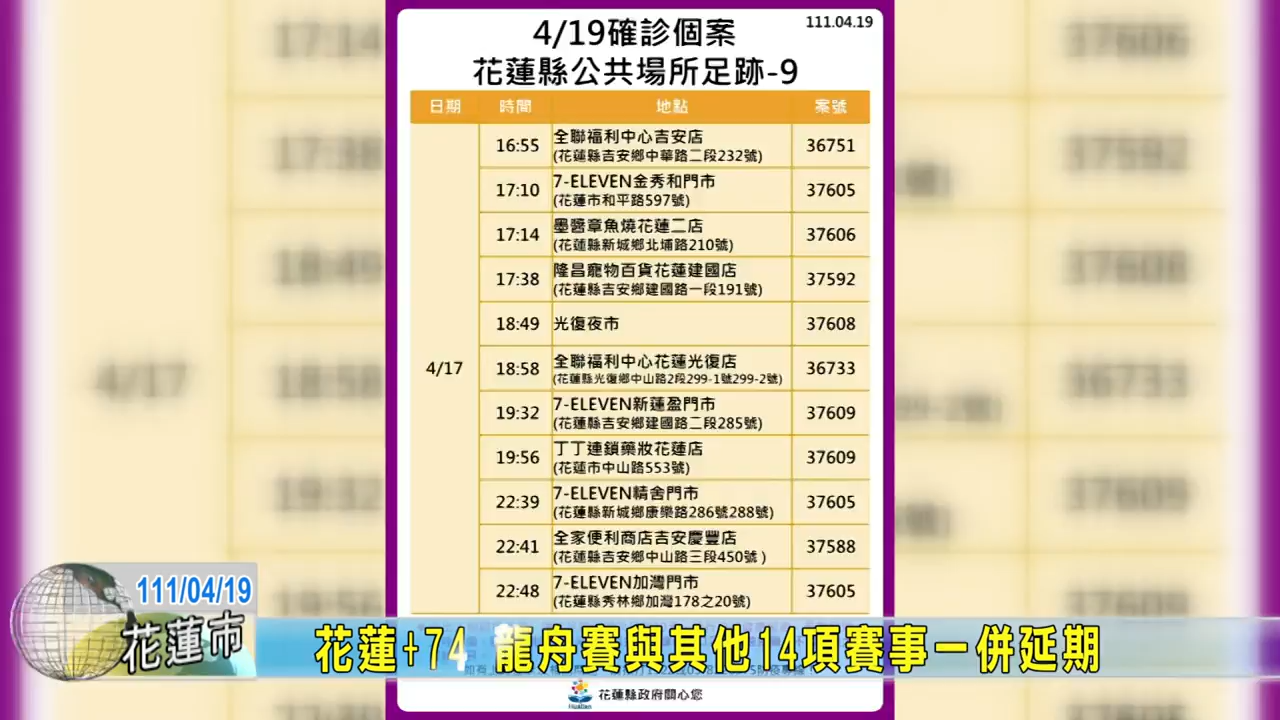 111.04.19
4/19確診個案
花蓮縣公共場所足跡-9
日期 時間 地點 案號
4/17
16:55 全聯福利中心吉安店 36751
(花蓮縣吉安鄉中華路二段232號)
17:10 7-ELEVEN金秀和門市 37605
(花蓮市和平路597號)
17:14 墨醬章魚燒花蓮二店 37606
(花蓮縣新城鄉北埔路210號)
17:38 隆昌寵物百貨花蓮建國店 37592
(花蓮縣吉安鄉建國路一段191號)
18:49 光復夜市 37608
18:58 全聯福利中心花蓮光復店 36733
(花蓮縣光復鄉中山路2段299-1號299-2號)
19:32 7-ELEVEN新蓮盈門市 37609
(花蓮縣吉安鄉建國路二段285號)
19:56 丁丁連鎖藥妝花蓮店 37609
(花蓮市中山路553號)
22:39 7-ELEVEN精舍門市 37605
(花蓮縣新城鄉康樂路286號288號)
22:41 全家便利商店吉安慶豐店 37588
(花蓮縣吉安鄉中山路三段450號)
22:48 7-ELEVEN加灣門市 37605
(花蓮縣秀林鄉加灣178之20號)
111/04/19
花蓮市
花蓮+74 龍舟賽與其他14項賽事一併延期
Hualien 花蓮縣政府關心您